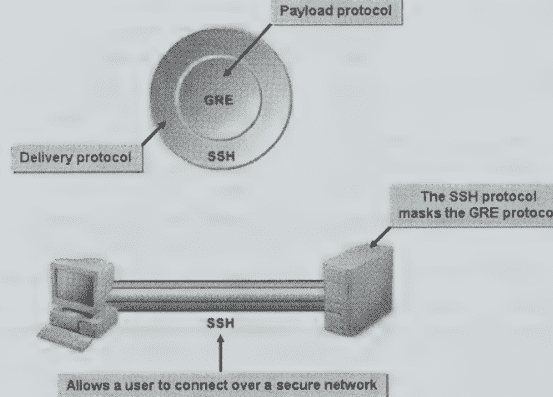 Payload protocol
GRE
SSH
Delivery protocol
The SSH protocol
masks the GRE protoco
SSH
Allows a user to connect over a secure network